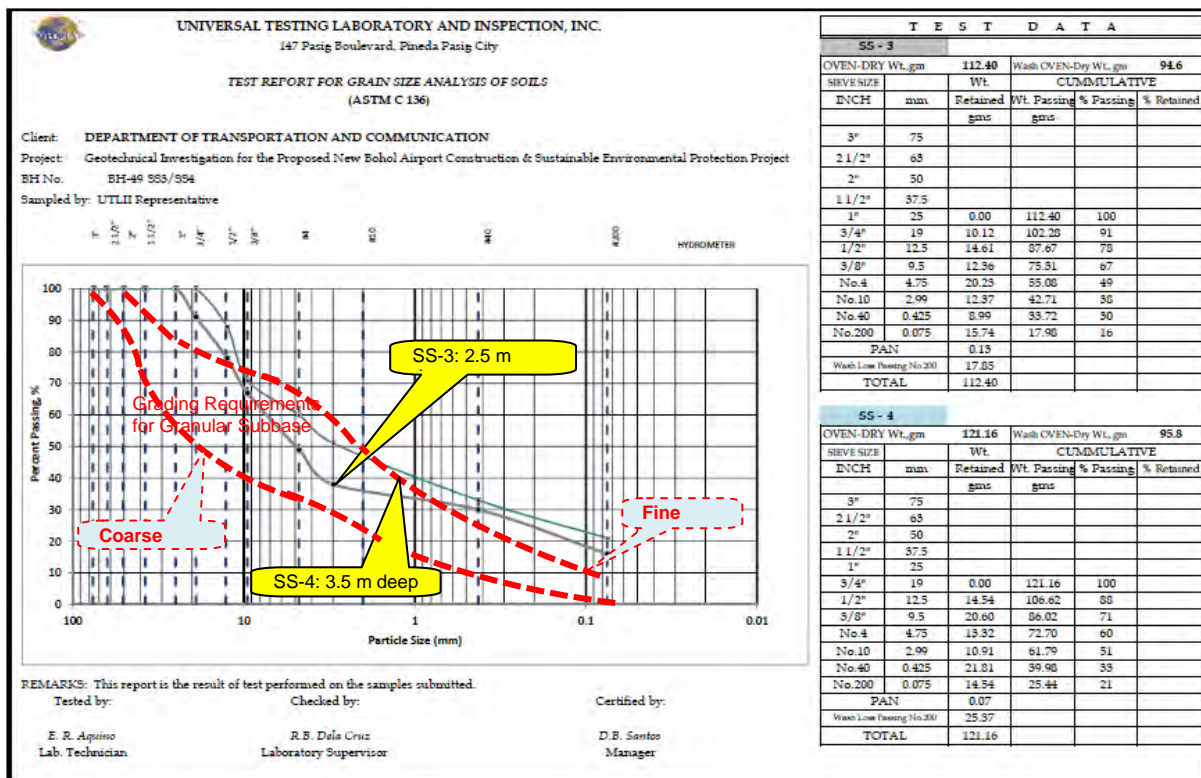 UNIVERSAL TESTING LABORATORY AND INSPECTION, INC.
147 Pasig Boulevard, Pineda Pasig City
TEST REPORT FOR GRAIN SIZE ANALYSIS OF SOILS
(ASTM C 136)
Client: DEPARTMENT OF TRANSPORTATION AND COMMUNICATION
Project: Geotechnical Investigation for the Proposed New Bohol Airport Construction & Sustainable Environmental Protection Project
BH No. BH-49 SS3/SS4
Sampled by: UTLII Representative
3" 2 1/2" 2" 1 1/2" 1" 3/4" 1/2" 3/8" #4 #10 #40 #200 HYDROMETER
100
90
80
70
60
50
40
30
20
10
0
Percent Passing, %
SS-3: 2.5 m
Grading Requirements
for Granular Subbase
Coarse
Fine
SS-4: 3.5 m deep
100 10 1 0.1 0.01
Particle Size (mm)
REMARKS: This report is the result of test performed on the samples submitted.
Tested by: Checked by: Certified by:
E. R. Aquino R.B. Dela Cruz D.B. Santos
Lab. Technician Laboratory Supervisor Manager
T E S T D A T A
SS - 3
OVEN-DRY Wt.,gm 112.40 Wash OVEN-Dry Wt., gm 94.6
SIEVE SIZE Wt. CUMMULATIVE
INCH mm Retained Wt. Passing % Passing % Retained
gms gms
3" 75
2 1/2" 63
2" 50
1 1/2" 37.5
1" 25 0.00 112.40 100
3/4" 19 10.12 102.28 91
1/2" 12.5 14.61 87.67 78
3/8" 9.5 12.36 75.31 67
No.4 4.75 20.23 55.08 49
No.10 2.99 12.37 42.71 38
No.40 0.425 8.99 33.72 30
No.200 0.075 15.74 17.98 16
PAN 0.13
Wash Loss Passing No.200 17.85
TOTAL 112.40
SS - 4
OVEN-DRY Wt.,gm 121.16 Wash OVEN-Dry Wt., gm 95.8
SIEVE SIZE Wt. CUMMULATIVE
INCH mm Retained Wt. Passing % Passing % Retained
gms gms
3" 75
2 1/2" 63
2" 50
1 1/2" 37.5
1" 25
3/4" 19 0.00 121.16 100
1/2" 12.5 14.54 106.62 88
3/8" 9.5 20.60 86.02 71
No.4 4.75 13.32 72.70 60
No.10 2.99 10.91 61.79 51
No.40 0.425 21.81 39.98 33
No.200 0.075 14.54 25.44 21
PAN 0.07
Wash Loss Passing No.200 25.37
TOTAL 121.16